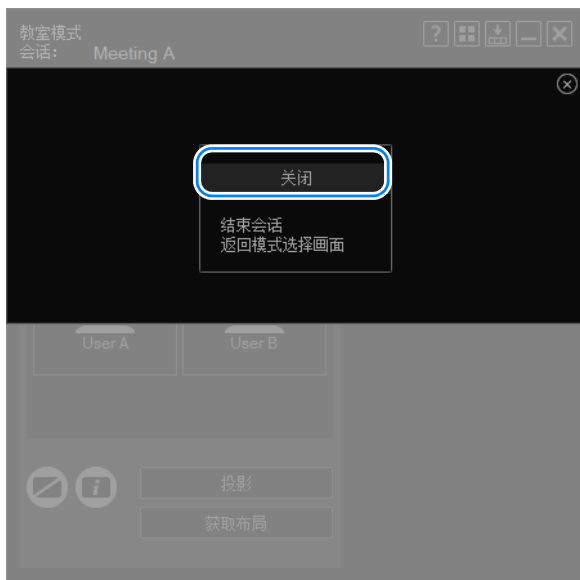 教室模式
会话： Meeting A
?
关闭
结束会话
返回模式选择画面
User A User B
i
投影
获取布局